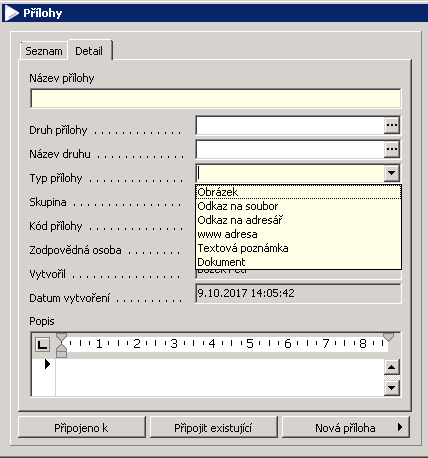 Přílohy
Seznam Detail
Název přílohy
Druh přílohy . . . . . . . . . . . .
Název druhu . . . . . . . . . . . .
Typ přílohy . . . . . . . . . . . . .
Obrázek
Skupina . . . . . . . . . . . . . . .
Odkaz na soubor
Odkaz na adresář
Kód přílohy . . . . . . . . . . . .
www adresa
Zodpovědná osoba . . . . . . . .
Textová poznámka
Dokument
Vytvořil . . . . . . . . . . . . . . .
Datum vytvoření . . . . . . . . .
9.10.2017 14:05:42
Popis
1 2 3 4 5 6 7 8
Připojeno k Připojit existující Nová příloha